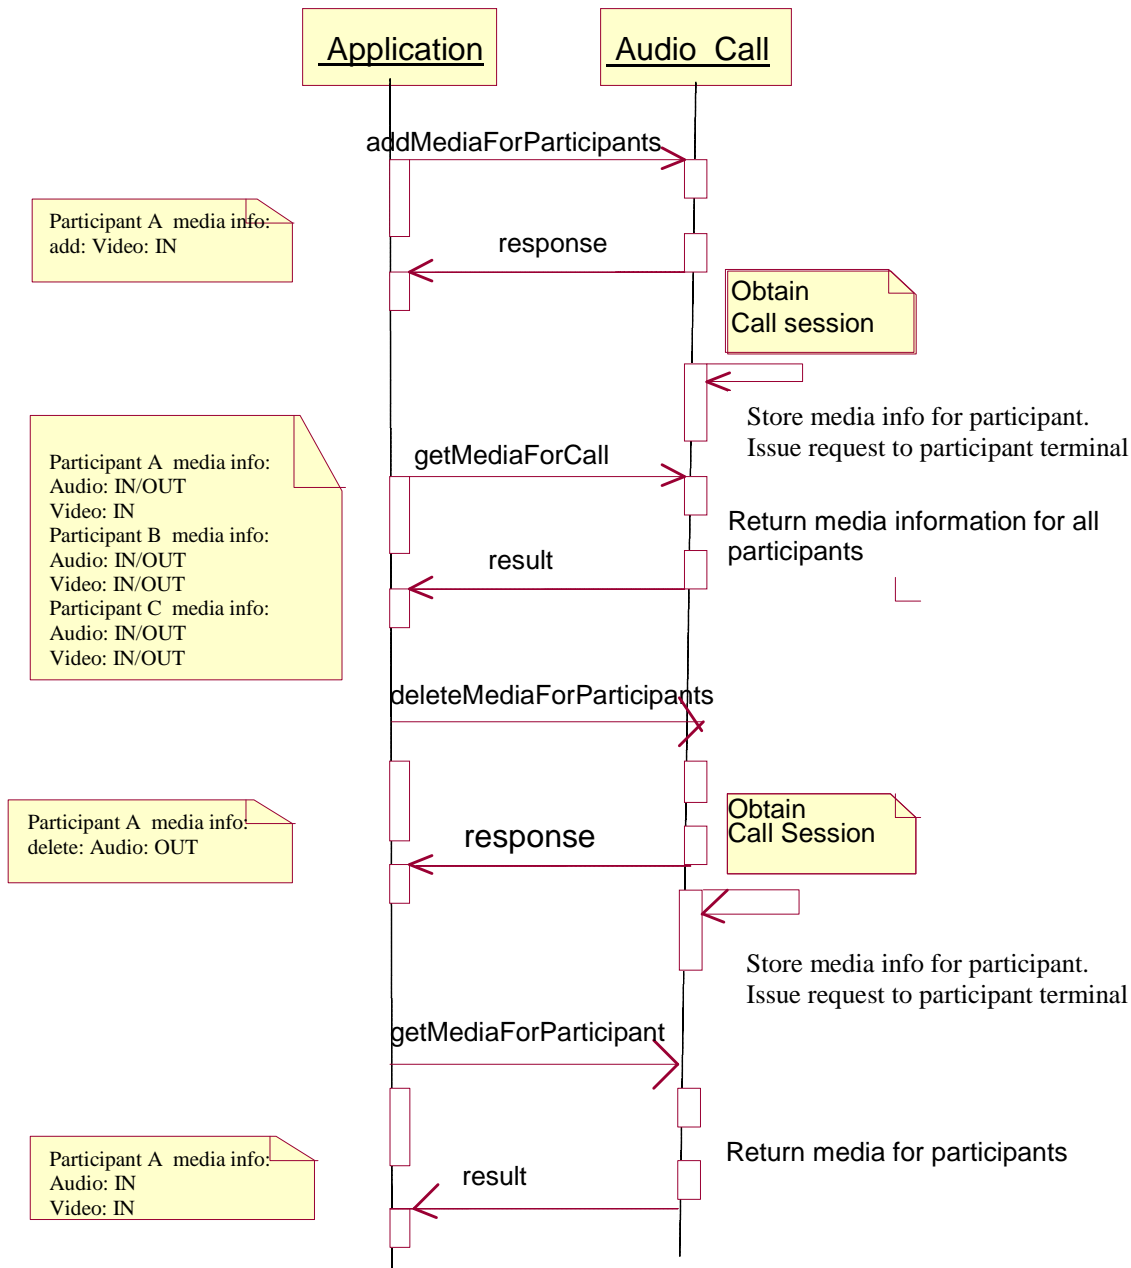 Application
Audio Call
addMediaForParticipants
Participant A media info:
add: Video: IN
response
Obtain
Call session
Store media info for participant.
Issue request to participant terminal
getMediaForCall
Participant A media info:
Audio: IN/OUT
Video: IN
Participant B media info:
Audio: IN/OUT
Video: IN/OUT
Participant C media info:
Audio: IN/OUT
Video: IN/OUT
Return media information for all
participants
result
deleteMediaForParticipants
Participant A media info:
delete: Audio: OUT
response
Obtain
Call Session
Store media info for participant.
Issue request to participant terminal
getMediaForParticipant
Return media for participants
Participant A media info:
Audio: IN
Video: IN
result